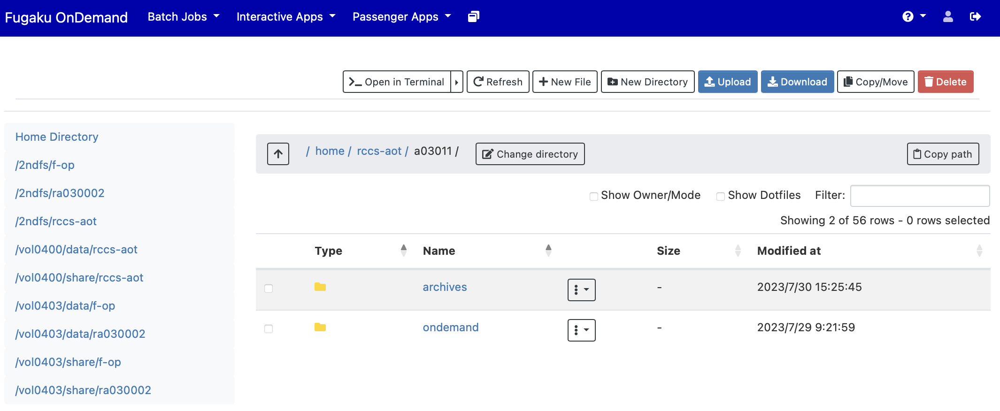 Fugaku OnDemand Batch Jobs Interactive Apps Passenger Apps
Open in Terminal Refresh New File New Directory Upload Download Copy/Move Delete
Home Directory
/2ndfs/f-op
/2ndfs/ra030002
/2ndfs/rccs-aot
/vol0400/data/rccs-aot
/vol0400/share/rccs-aot
/vol0403/data/f-op
/vol0403/data/ra030002
/vol0403/share/f-op
/vol0403/share/ra030002
/ home / rccs-aot / a03011 / Change directory Copy path
Show Owner/Mode Show Dotfiles Filter:
Showing 2 of 56 rows - 0 rows selected
Type Name Size Modified at
archives - 2023/7/30 15:25:45
ondemand - 2023/7/29 9:21:59